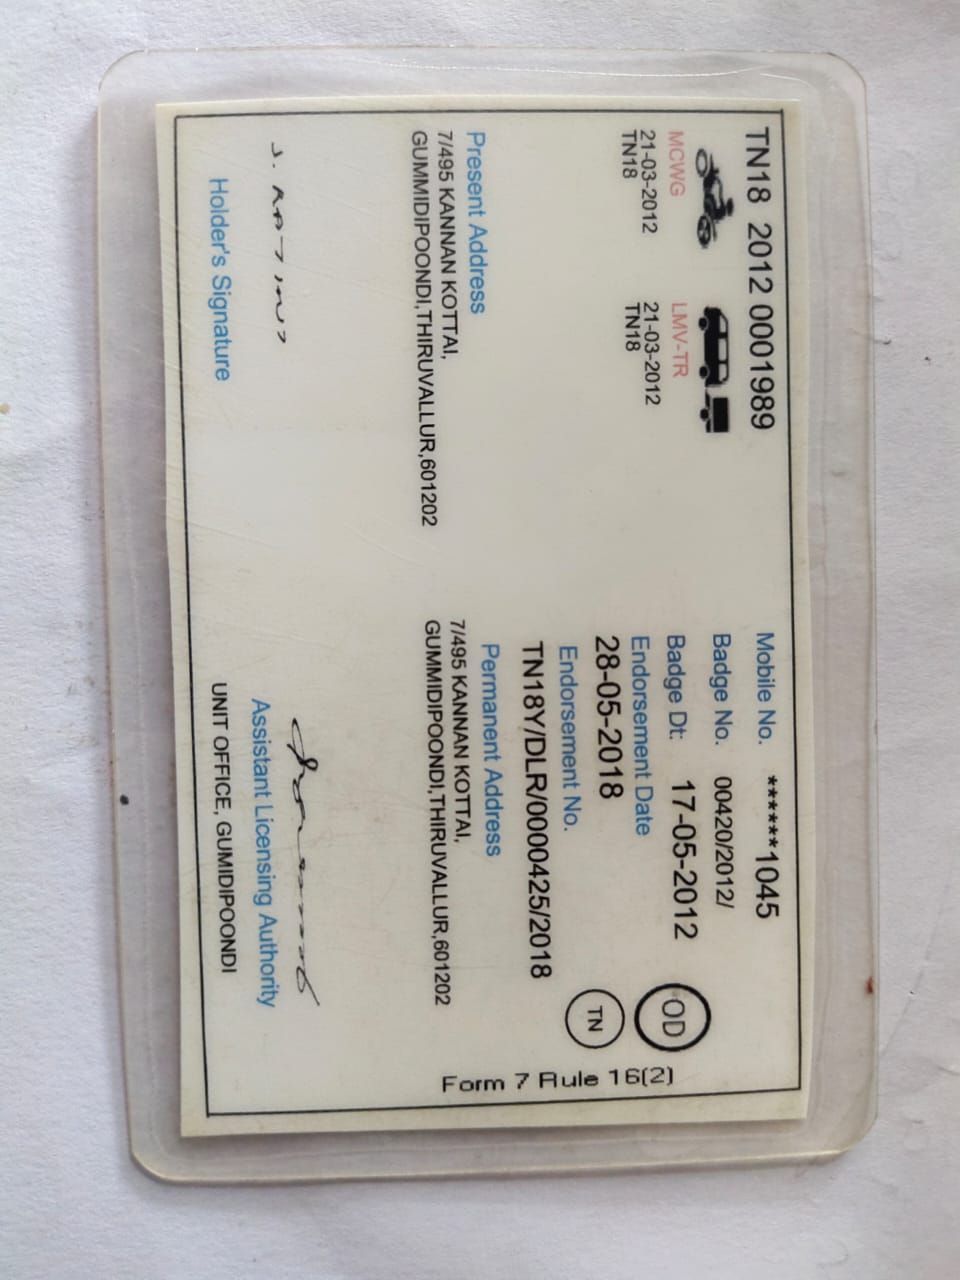 TN18 2012 0001989
MCWG
21-03-2012
TN18
LMV-TR
21-03-2012
TN18
Mobile No. *******1045
Badge No. 00420/2012/
Badge Dt: 17-05-2012
Endorsement Date
28-05-2018
Endorsement No.
TN18Y/DLR/0000425/2018
OD
TN
Form 7 Rule 16(2)
Present Address
7/495 KANNAN KOTTAI,
GUMMIDIPOONDI,THIRUVALLUR,601202
Permanent Address
7/495 KANNAN KOTTAI,
GUMMIDIPOONDI,THIRUVALLUR,601202
Holder's Signature
Assistant Licensing Authority
UNIT OFFICE, GUMIDIPOONDI